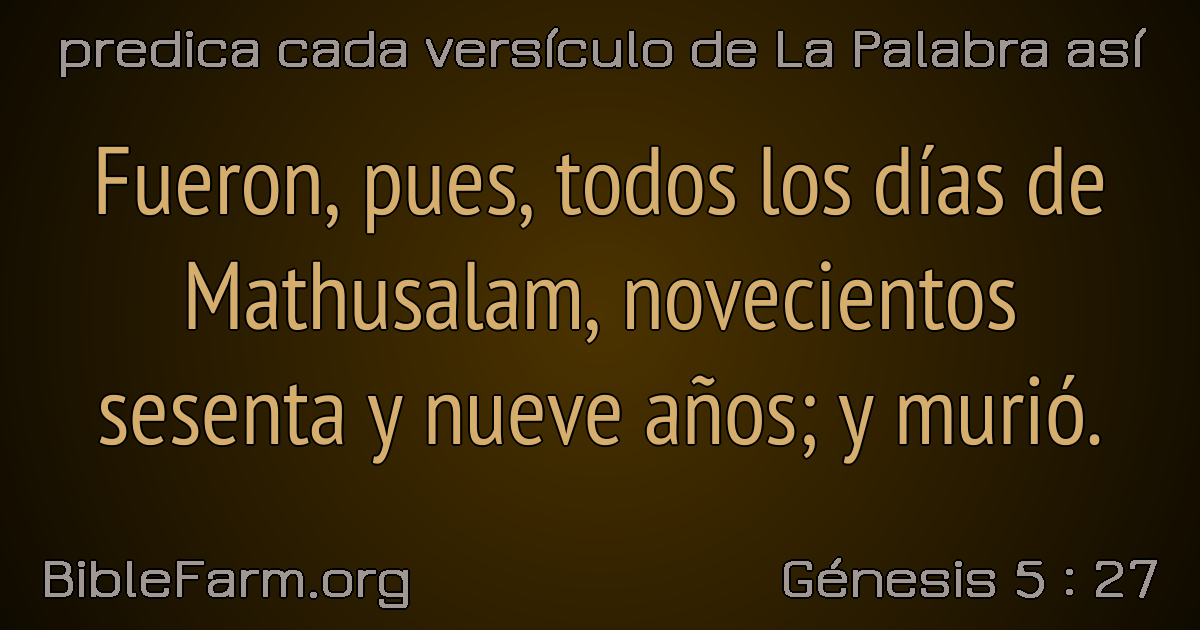 predica cada versículo de La Palabra así
Fueron, pues, todos los días de
Mathusalam, novecientos
sesenta y nueve años; y murió.
BibleFarm.org
Génesis 5 : 27